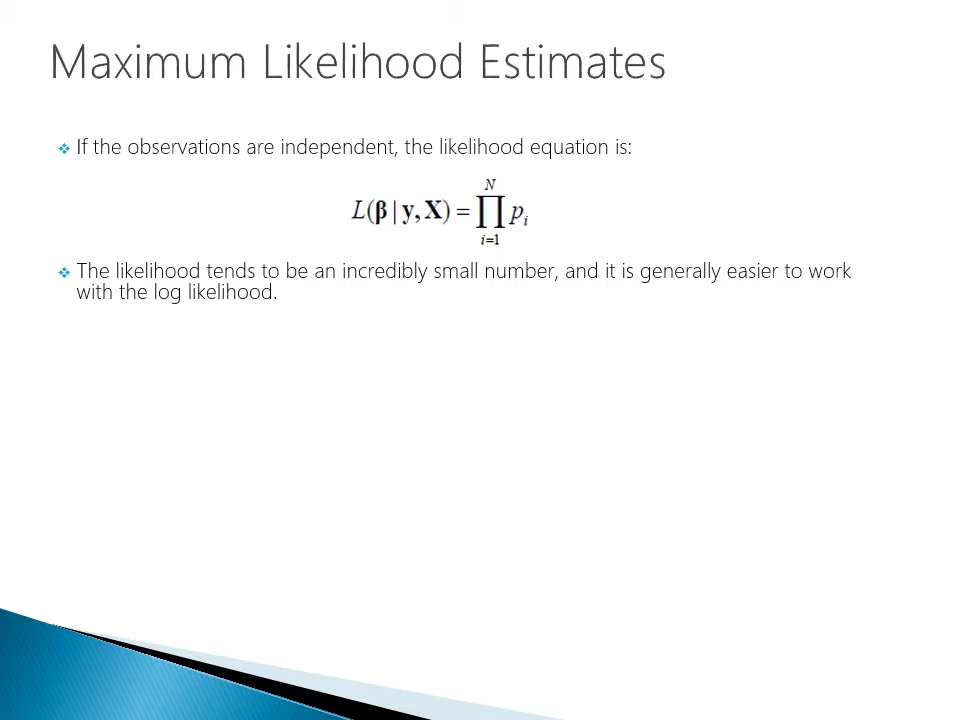 Maximum Likelihood Estimates
❖ If the observations are independent, the likelihood equation is:
L(β | y, X) = ∏_{i=1}^{N} p_i
❖ The likelihood tends to be an incredibly small number, and it is generally easier to work
with the log likelihood.